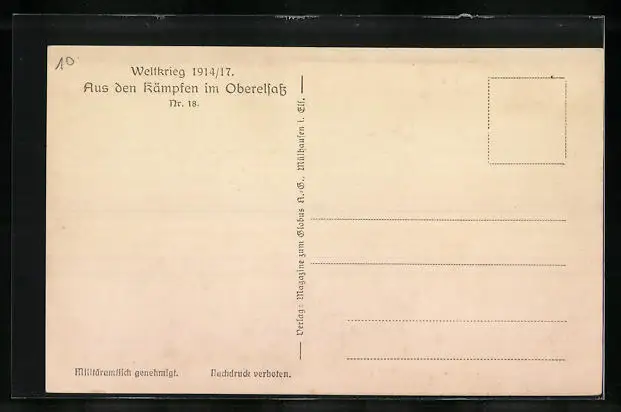 10
Weltkrieg 1914/17.
Aus den Kämpfen im Oberelsaß
Nr. 18.
Verlag: Magazine zum Globus A.-G., Mülhausen i. Els.
Militäramtlich genehmigt. Nachdruck verboten.